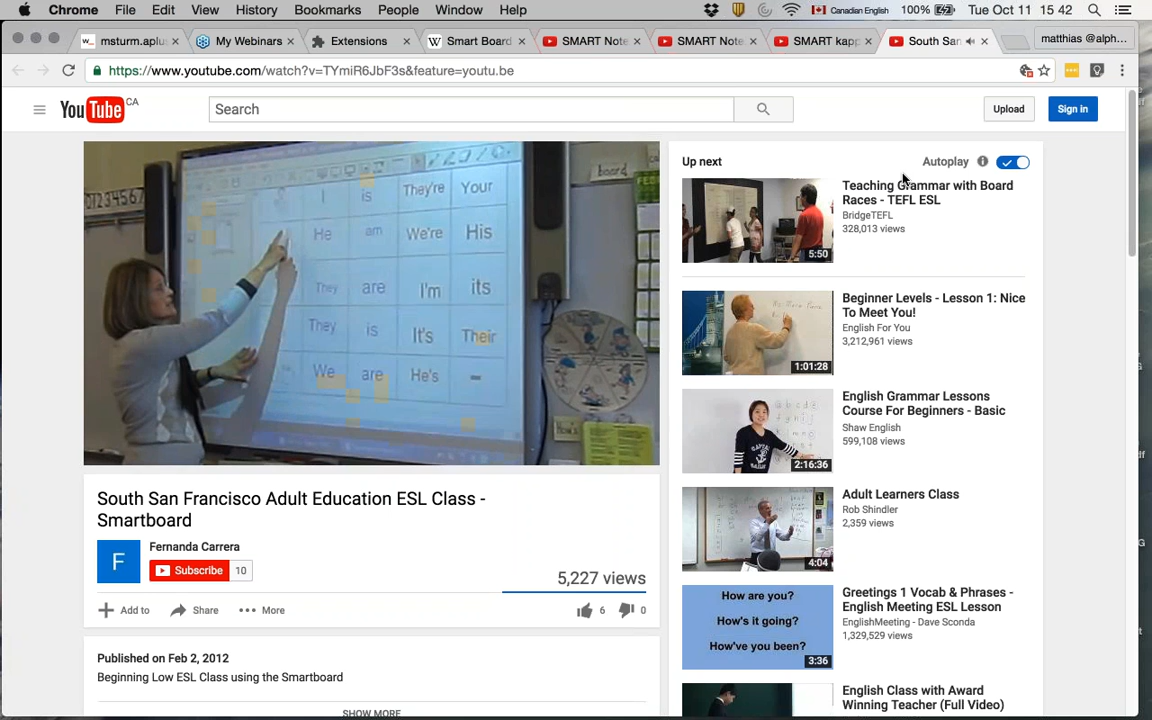 Chrome File Edit View History Bookmarks People Window Help Canadian English 100% Tue Oct 11 15 42
msturm.aplus My Webinars Extensions Smart Board SMART Note SMART Note SMART kapp South San matthias @alph...
https://www.youtube.com/watch?v=TYmiR6JbF3s&feature=youtu.be
YouTube CA Search Upload Sign in
0123456
board
I is They're Your
He am We're His
They are I'm its
They is It's Their
We are He's -
South San Francisco Adult Education ESL Class -
Smartboard
F Fernanda Carrera
Subscribe 10
5,227 views
Add to Share More 6 0
Published on Feb 2, 2012
Beginning Low ESL Class using the Smartboard
SHOW MORE
Up next Autoplay
Teaching Grammar with Board
Races - TEFL ESL
BridgeTEFL
328,013 views
5:50
Beginner Levels - Lesson 1: Nice
To Meet You!
English For You
3,212,961 views
1:01:28
English Grammar Lessons
Course For Beginners - Basic
Shaw English
599,108 views
2:16:36
Adult Learners Class
Rob Shindler
2,359 views
4:04
How are you?
How's it going?
How've you been?
3:36
Greetings 1 Vocab & Phrases -
English Meeting ESL Lesson
EnglishMeeting - Dave Sconda
1,329,529 views
English Class with Award
Winning Teacher (Full Video)